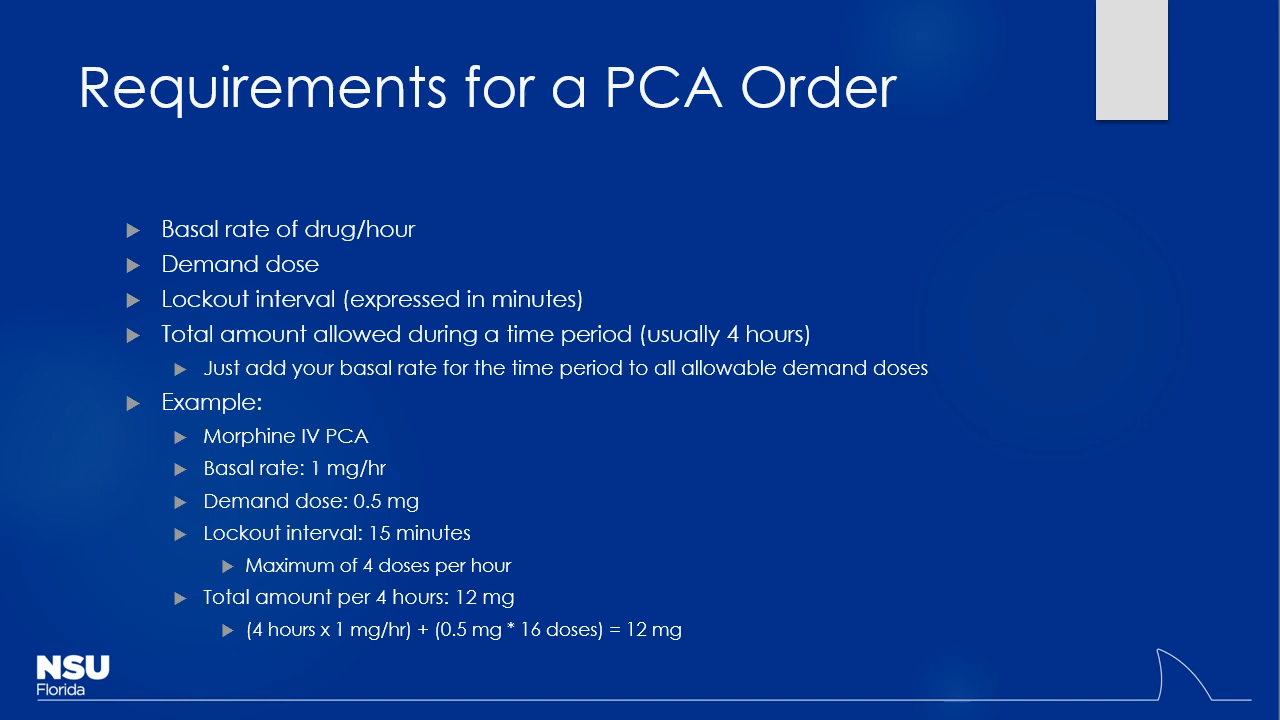 Requirements for a PCA Order
Basal rate of drug/hour
Demand dose
Lockout interval (expressed in minutes)
Total amount allowed during a time period (usually 4 hours)
Just add your basal rate for the time period to all allowable demand doses
Example:
Morphine IV PCA
Basal rate: 1 mg/hr
Demand dose: 0.5 mg
Lockout interval: 15 minutes
Maximum of 4 doses per hour
Total amount per 4 hours: 12 mg
(4 hours x 1 mg/hr) + (0.5 mg * 16 doses) = 12 mg
NSU
Florida